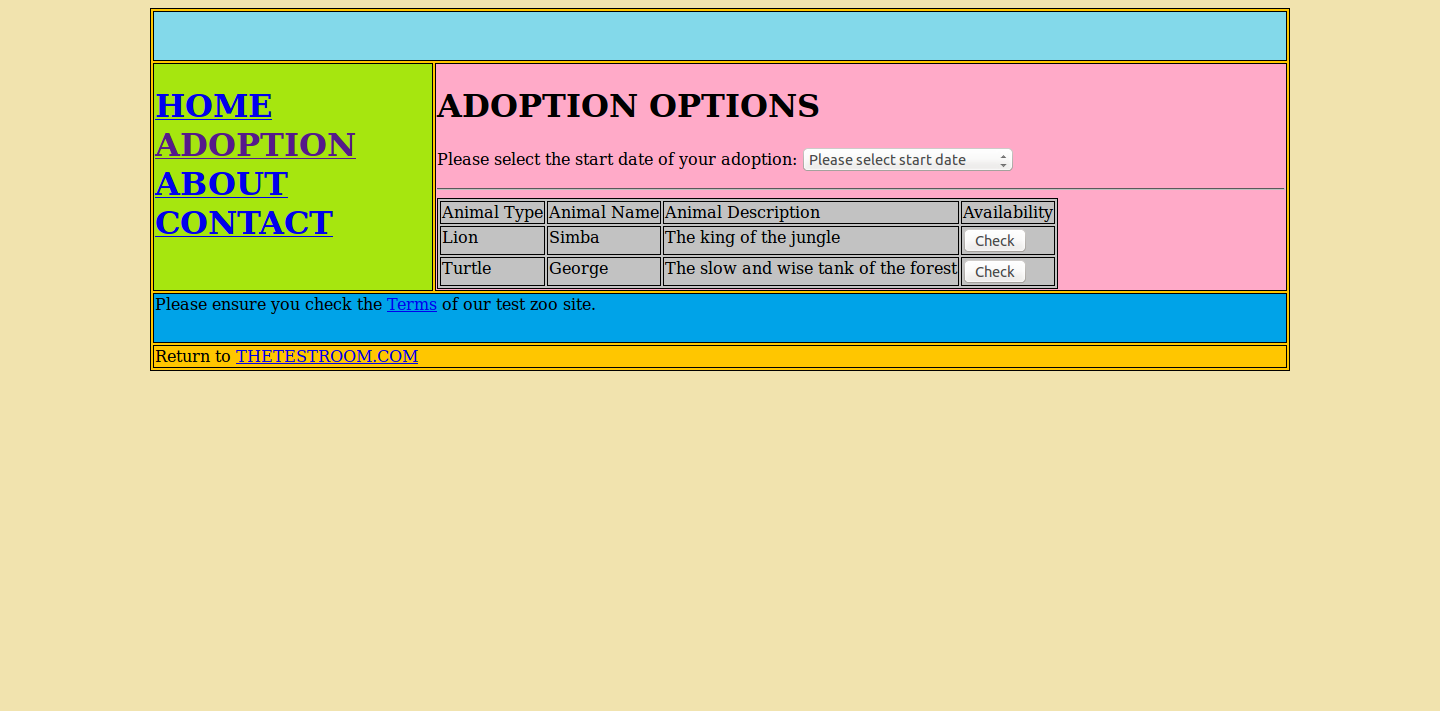 HOME
ADOPTION
ABOUT
CONTACT
ADOPTION OPTIONS
Please select the start date of your adoption: Please select start date
Animal Type Animal Name Animal Description Availability
Lion Simba The king of the jungle Check
Turtle George The slow and wise tank of the forest Check
Please ensure you check the Terms of our test zoo site.
Return to THETESTROOM.COM